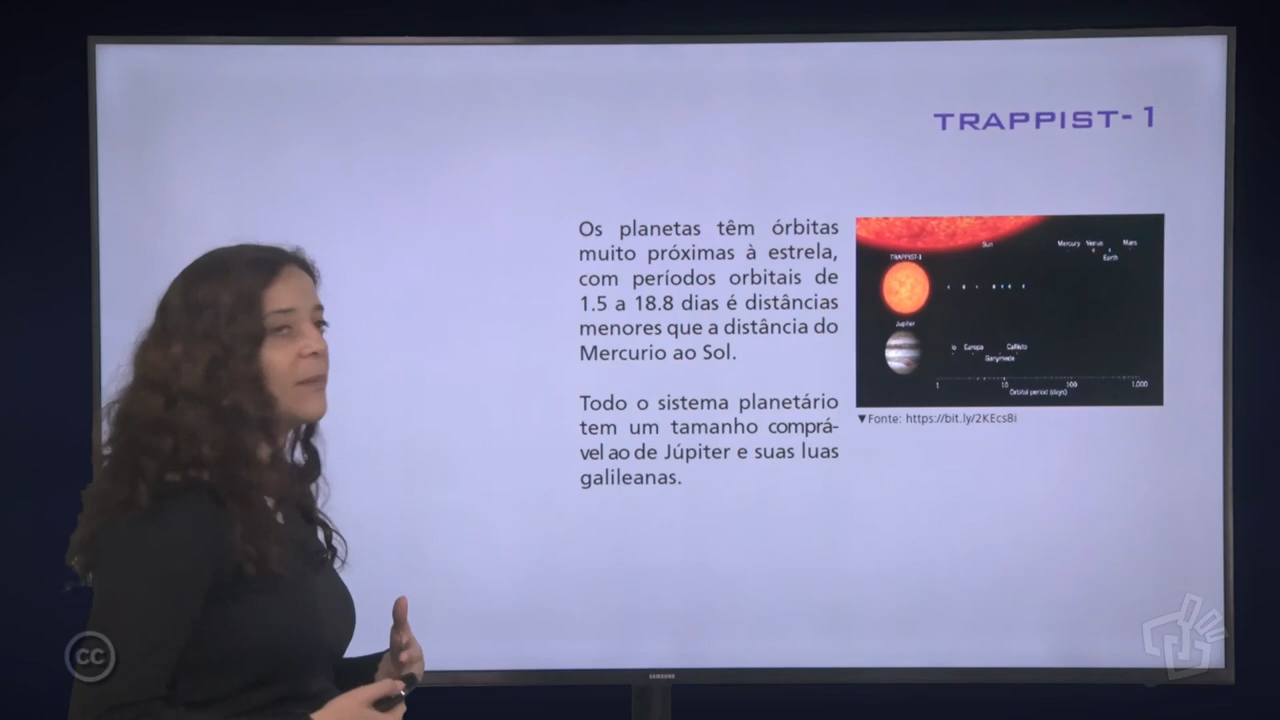 TRAPPIST-1
Os planetas têm órbitas
muito próximas à estrela,
com períodos orbitais de
1.5 a 18.8 dias é distâncias
menores que a distância do
Mercurio ao Sol.
Todo o sistema planetário
tem um tamanho comprá-
vel ao de Júpiter e suas luas
galileanas.
Sun
Mercury Venus Mars
Earth
TRAPPIST-1
Jupiter
Io Europa Callisto
Ganymede
1 10 100 1,000
Orbital period (days)
▼Fonte: https://bit.ly/2KEcs8i
SAMSUNG
cc